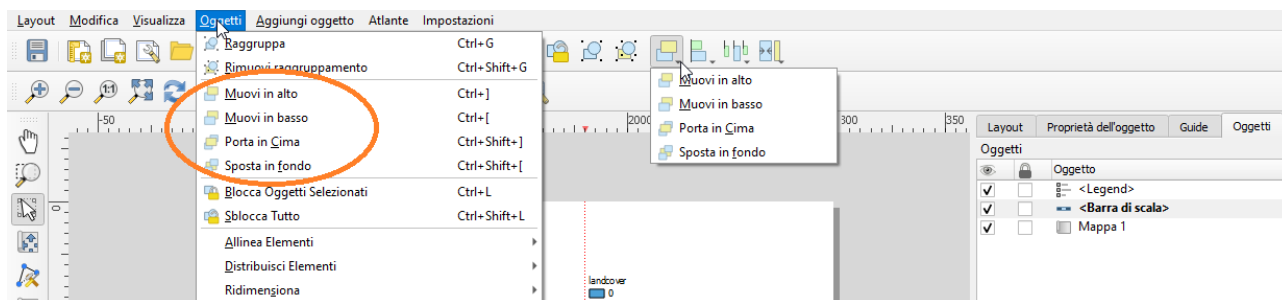 Layout Modifica Visualizza Oggetti Aggiungi oggetto Atlante Impostazioni
Raggruppa Ctrl+G
Rimuovi raggruppamento Ctrl+Shift+G
Muovi in alto Ctrl+]
Muovi in basso Ctrl+[
Porta in Cima Ctrl+Shift+]
Sposta in fondo Ctrl+Shift+[
Blocca Oggetti Selezionati Ctrl+L
Sblocca Tutto Ctrl+Shift+L
Allinea Elementi
Distribuisci Elementi
Ridimensiona
Muovi in alto
Muovi in basso
Porta in Cima
Sposta in fondo
1:1
-50
300 350
landcover
0
Layout Proprietà dell'oggetto Guide Oggetti
Oggetti
Oggetto
<Legend>
<Barra di scala>
Mappa 1